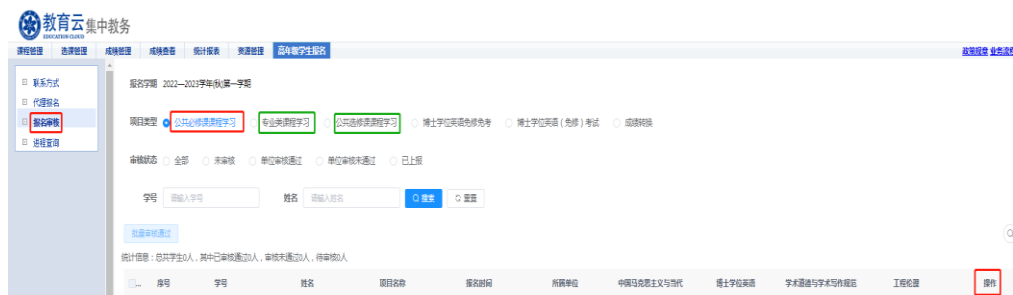 教育云集中教务
EDUCATION CLOUD
课程管理 选课管理 成绩管理 成绩查看 统计报表 资源管理 高年级学生报名 政策规章 业务流程
联系方式
代理报名
报名审核
进程查询
报名学期 2022—2023学年(秋)第一学期
项目类型 公共必修课课程学习 专业类课程学习 公共选修课课程学习 博士学位英语免修免考 博士学位英语（免修）考试 成绩转换
审核状态 全部 未审核 单位审核通过 单位审核未通过 已上报
学号 请输入学号 姓名 请输入姓名 搜索 重置
批量审核通过
统计信息：总共学生0人，其中已审核通过0人，审核未通过0人，待审核0人
... 序号 学号 姓名 项目名称 报名时间 所属单位 中国马克思主义与当代 博士学位英语 学术道德与学术写作规范 工程伦理 操作